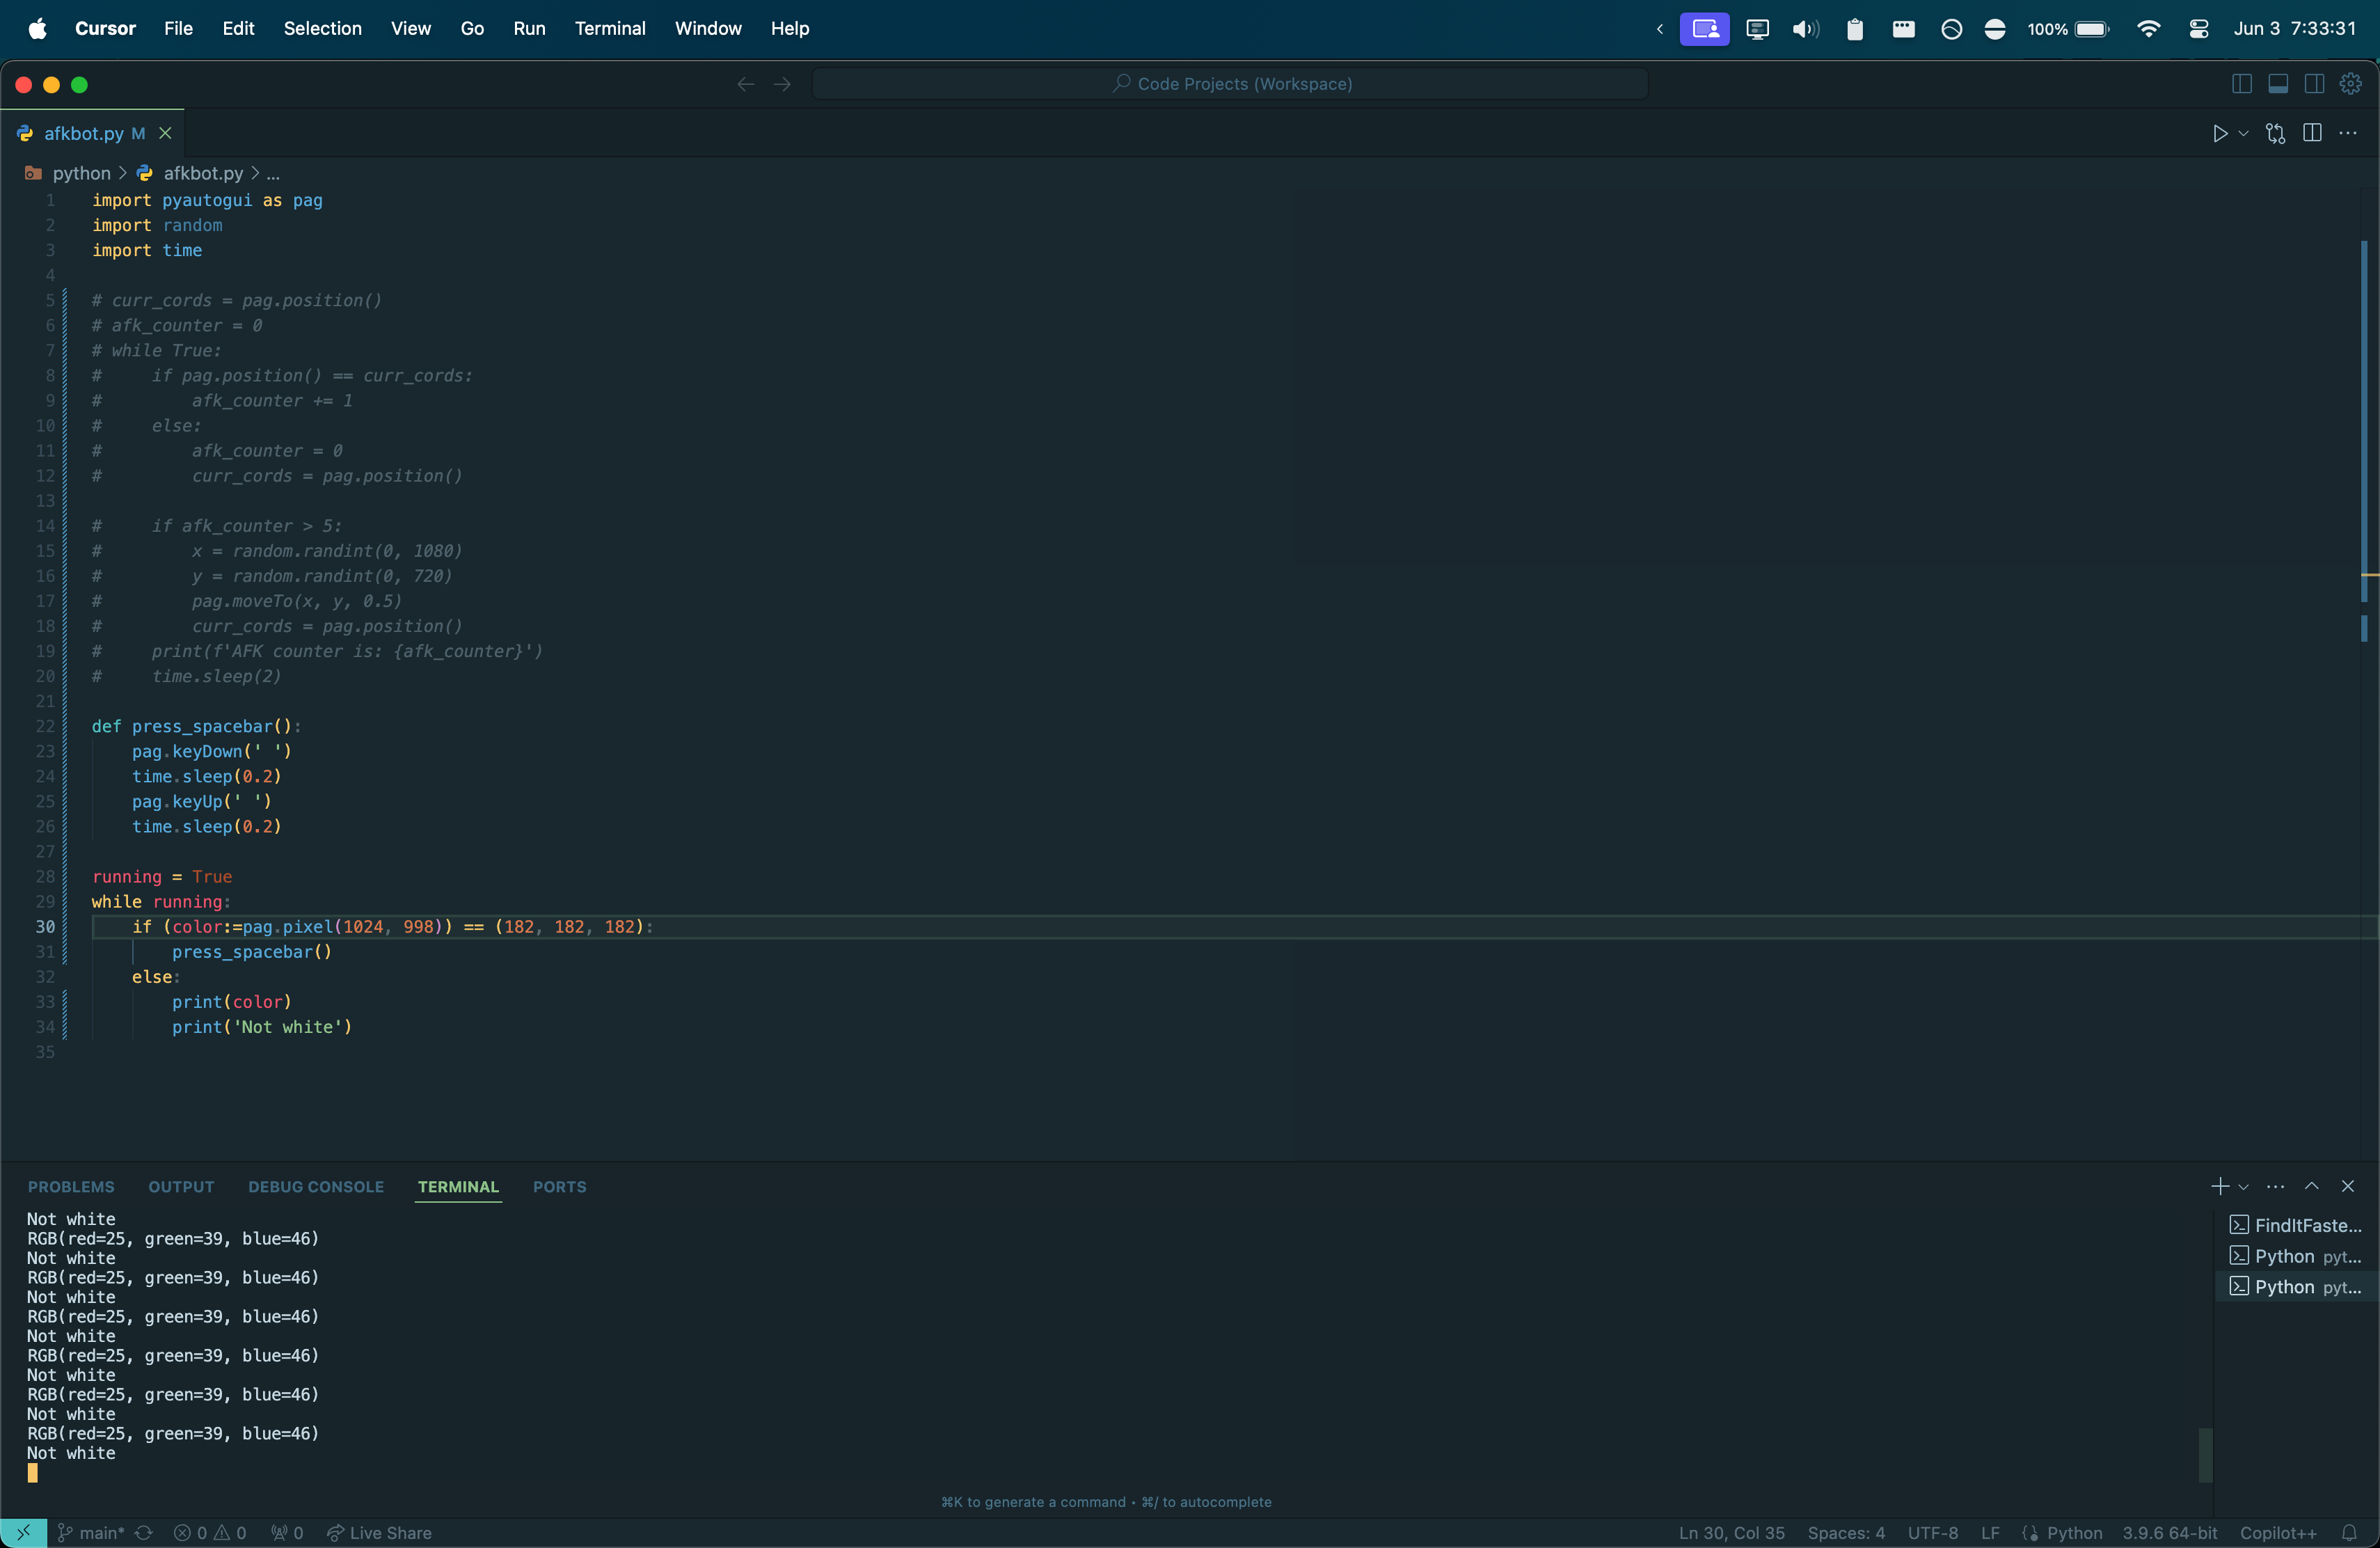 Cursor File Edit Selection View Go Run Terminal Window Help 100% Jun 3 7:33:31
Code Projects (Workspace)
afkbot.py M
python > afkbot.py > ...
1 import pyautogui as pag
2 import random
3 import time
4
5 # curr_cords = pag.position()
6 # afk_counter = 0
7 # while True:
8 #     if pag.position() == curr_cords:
9 #         afk_counter += 1
10 #     else:
11 #         afk_counter = 0
12 #         curr_cords = pag.position()
13
14 #     if afk_counter > 5:
15 #         x = random.randint(0, 1080)
16 #         y = random.randint(0, 720)
17 #         pag.moveTo(x, y, 0.5)
18 #         curr_cords = pag.position()
19 #     print(f'AFK counter is: {afk_counter}')
20 #     time.sleep(2)
21
22 def press_spacebar():
23     pag.keyDown(' ')
24     time.sleep(0.2)
25     pag.keyUp(' ')
26     time.sleep(0.2)
27
28 running = True
29 while running:
30     if (color:=pag.pixel(1024, 998)) == (182, 182, 182):
31         press_spacebar()
32     else:
33         print(color)
34         print('Not white')
35
PROBLEMS OUTPUT DEBUG CONSOLE TERMINAL PORTS
Not white
RGB(red=25, green=39, blue=46)
Not white
RGB(red=25, green=39, blue=46)
Not white
RGB(red=25, green=39, blue=46)
Not white
RGB(red=25, green=39, blue=46)
Not white
RGB(red=25, green=39, blue=46)
Not white
RGB(red=25, green=39, blue=46)
Not white
FindItFaste...
Python pyt...
Python pyt...
⌘K to generate a command • ⌘/ to autocomplete
main* 0 0 0 Live Share Ln 30, Col 35 Spaces: 4 UTF-8 LF Python 3.9.6 64-bit Copilot++